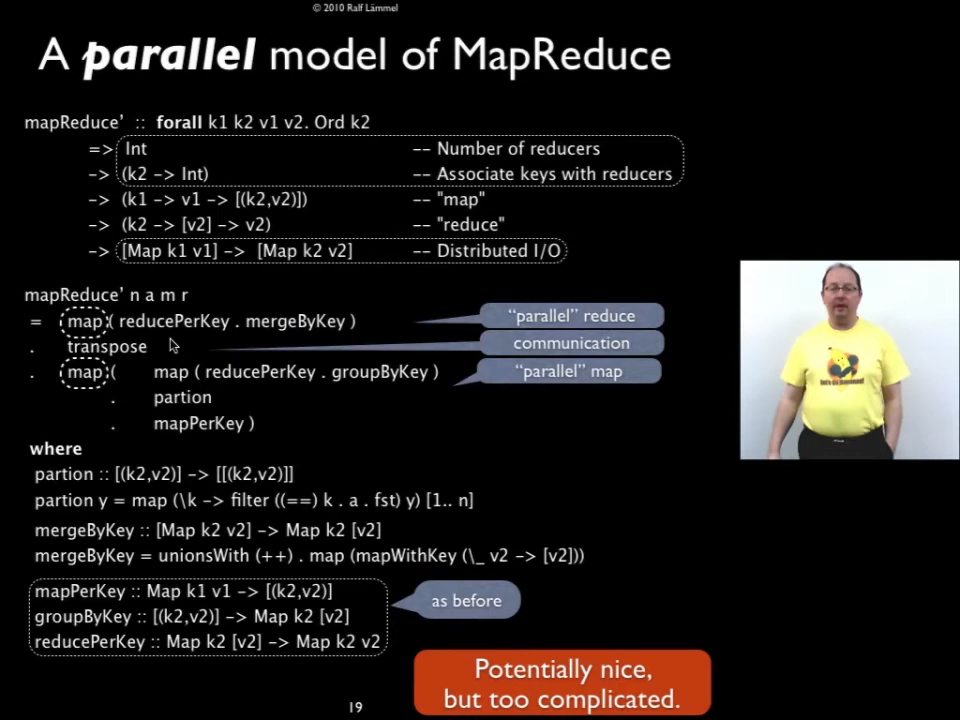 © 2010 Ralf Lämmel
A parallel model of MapReduce
mapReduce' :: forall k1 k2 v1 v2. Ord k2
=> Int -- Number of reducers
-> (k2 -> Int) -- Associate keys with reducers
-> (k1 -> v1 -> [(k2,v2)]) -- "map"
-> (k2 -> [v2] -> v2) -- "reduce"
-> [Map k1 v1] -> [Map k2 v2] -- Distributed I/O
mapReduce' n a m r
= map ( reducePerKey . mergeByKey ) “parallel” reduce
. transpose communication
. map ( map ( reducePerKey . groupByKey ) “parallel” map
. partion
. mapPerKey )
where
partion :: [(k2,v2)] -> [[(k2,v2)]]
partion y = map (\k -> filter ((==) k . a . fst) y) [1.. n]
mergeByKey :: [Map k2 v2] -> Map k2 [v2]
mergeByKey = unionsWith (++) . map (mapWithKey (\_ v2 -> [v2]))
mapPerKey :: Map k1 v1 -> [(k2,v2)]
groupByKey :: [(k2,v2)] -> Map k2 [v2]
reducePerKey :: Map k2 [v2] -> Map k2 v2
as before
Potentially nice,
but too complicated.
19